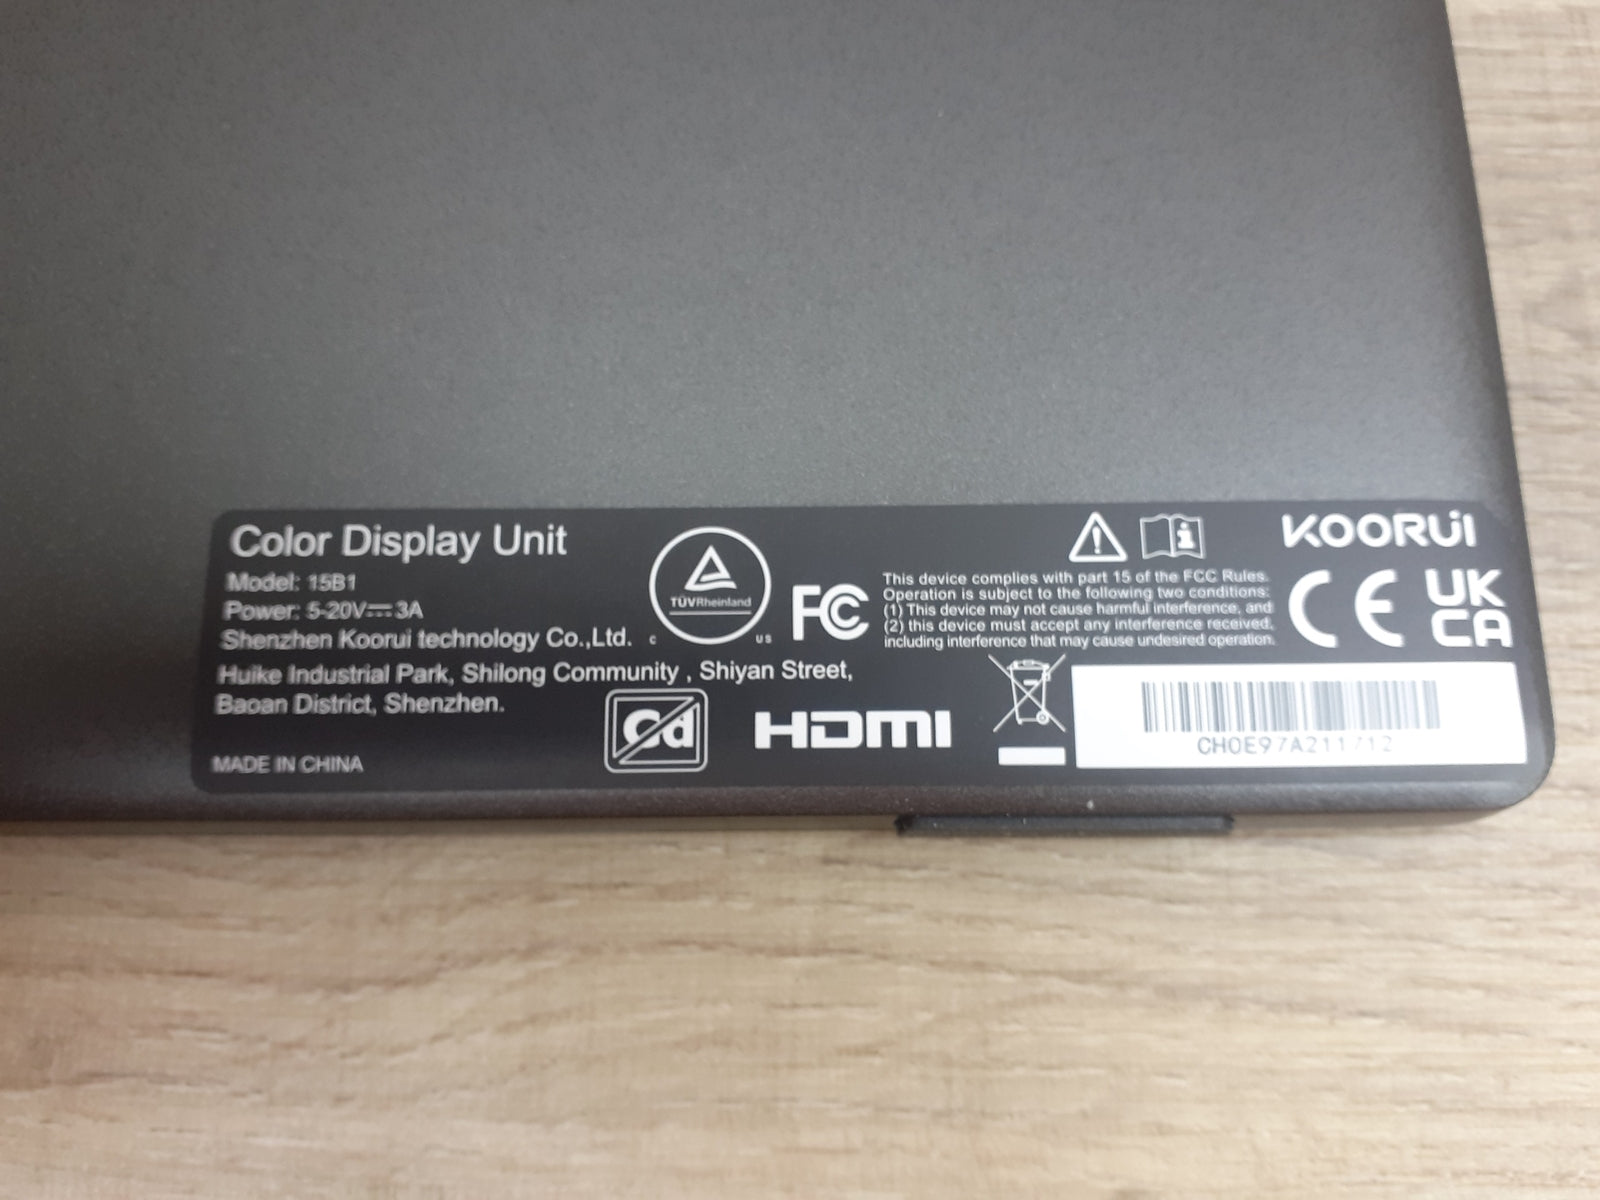 Color Display Unit
Model: 15B1
Power: 5-20V⎓3A
Shenzhen Koorui technology Co.,Ltd.
Huike Industrial Park, Shilong Community , Shiyan Street,
Baoan District, Shenzhen.
MADE IN CHINA
TÜVRheinland
C US
FC
This device complies with part 15 of the FCC Rules.
Operation is subject to the following two conditions:
(1) This device may not cause harmful interference, and
(2) this device must accept any interference received,
including interference that may cause undesired operation.
KOORUi
CE
UK
CA
Cd
HDMI
CH0E97A211712